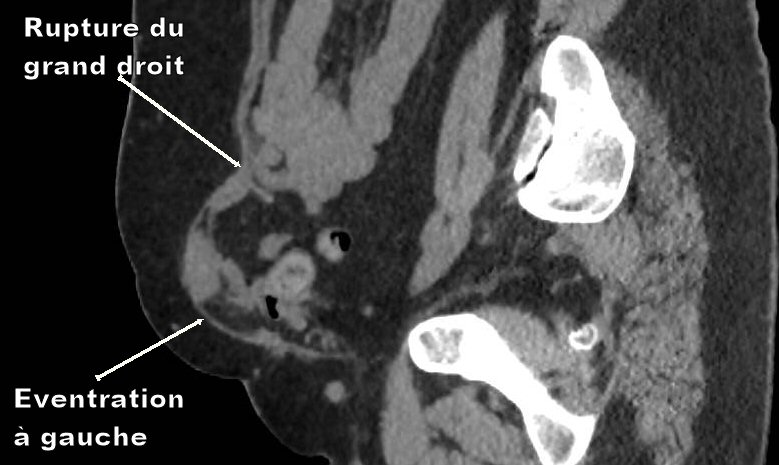 Rupture du
grand droit
Eventration
à gauche